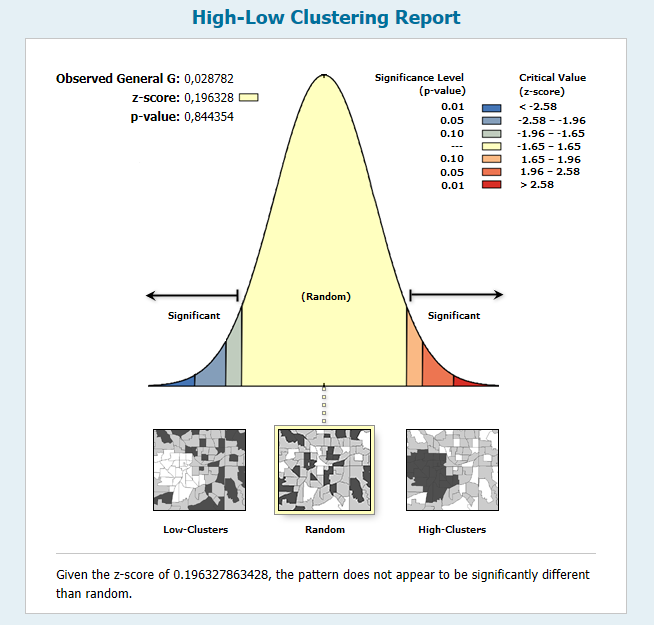 High-Low Clustering Report
Observed General G: 0,028782
z-score: 0,196328
p-value: 0,844354
Significance Level
(p-value)
Critical Value
(z-score)
0.01 < -2.58
0.05 -2.58 – -1.96
0.10 -1.96 – -1.65
--- -1.65 – 1.65
0.10 1.65 – 1.96
0.05 1.96 – 2.58
0.01 > 2.58
(Random)
Significant
Significant
Low-Clusters
Random
High-Clusters
Given the z-score of 0.196327863428, the pattern does not appear to be significantly different
than random.